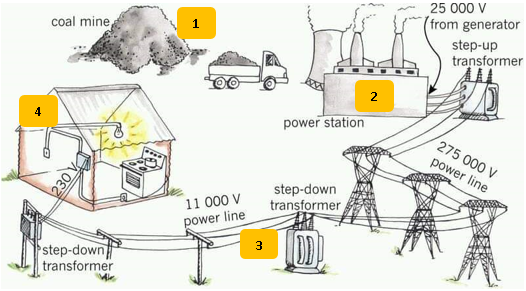 coal mine
1
25 000 V
from generator
step-up
transformer
2
power station
4
230 V
275 000 V
power line
11 000 V
power line
step-down
transformer
3
step-down
transformer